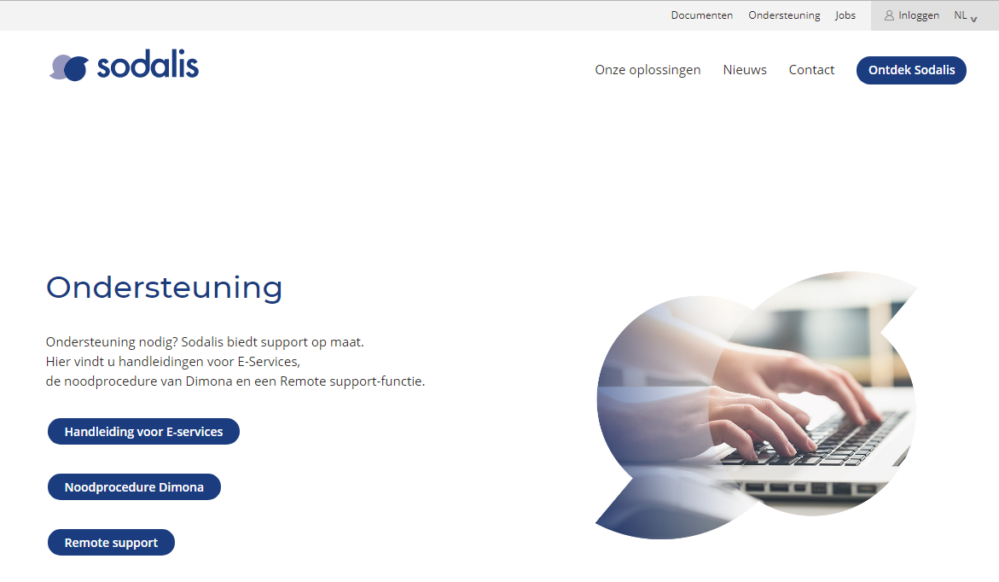 Documenten Ondersteuning Jobs Inloggen NL
sodalis
Onze oplossingen Nieuws Contact Ontdek Sodalis
Ondersteuning
Ondersteuning nodig? Sodalis biedt support op maat.
Hier vindt u handleidingen voor E-Services,
de noodprocedure van Dimona en een Remote support-functie.
Handleiding voor E-services
Noodprocedure Dimona
Remote support